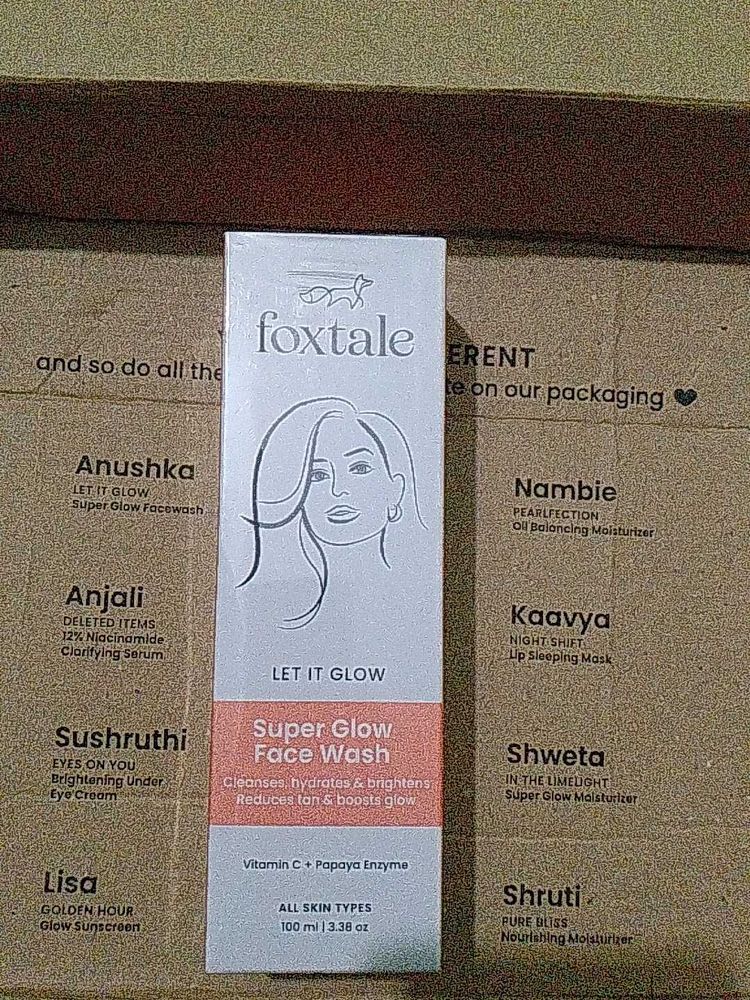 foxtale
LET IT GLOW
Super Glow
Face Wash
Cleanses, hydrates & brightens
Reduces tan & boosts glow
Vitamin C + Papaya Enzyme
ALL SKIN TYPES
100 ml | 3.38 oz
ERENT
and so do all the
on our packaging
Anushka
LET IT GLOW
Super Glow Facewash
Anjali
DELETED ITEMS
12% Niacinamide
Clarifying Serum
Sushruthi
EYES ON YOU
Brightening Under
Eye Cream
Lisa
GOLDEN HOUR
Glow Sunscreen
Nambie
PEARLFECTION
Oil Balancing Moisturizer
Kaavya
NIGHT SHIFT
Lip Sleeping Mask
Shweta
IN THE LIMELIGHT
Super Glow Moisturizer
Shruti
PURE BLISS
Nourishing Moisturizer